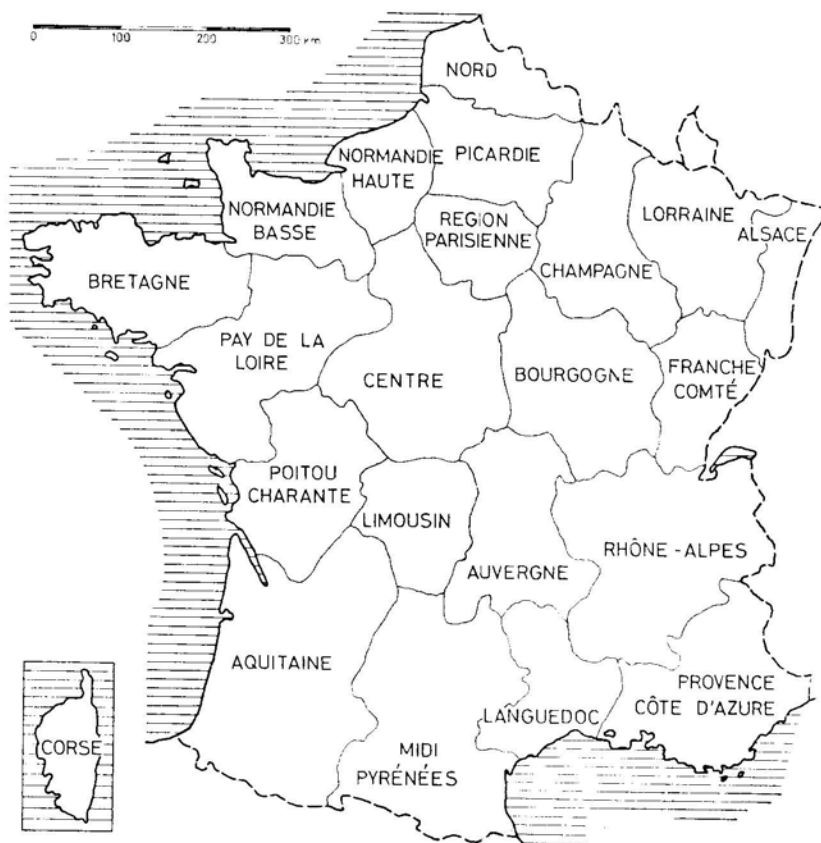 0 100 200 300 km
NORD
NORMANDIE
HAUTE
PICARDIE
NORMANDIE
BASSE
REGION
PARISIENNE
LORRAINE
ALSACE
CHAMPAGNE
BRETAGNE
PAY DE LA
LOIRE
CENTRE
BOURGOGNE
FRANCHE
COMTÉ
POITOU
CHARANTE
LIMOUSIN
AUVERGNE
RHÔNE-ALPES
AQUITAINE
MIDI
PYRÉNÉES
LANGUEDOC
PROVENCE
CÔTE D'AZURE
CORSE